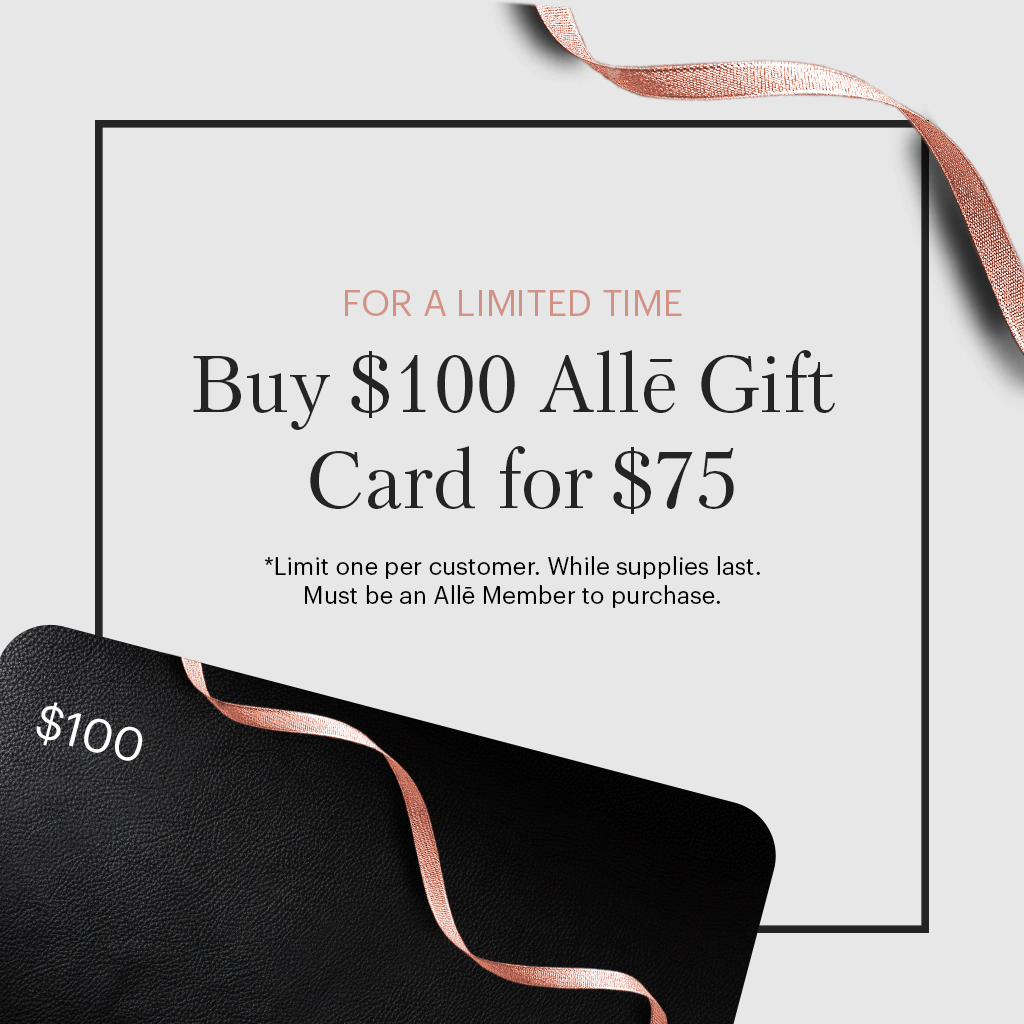 FOR A LIMITED TIME
Buy $100 Allē Gift
Card for $75
*Limit one per customer. While supplies last.
Must be an Allē Member to purchase.
$100